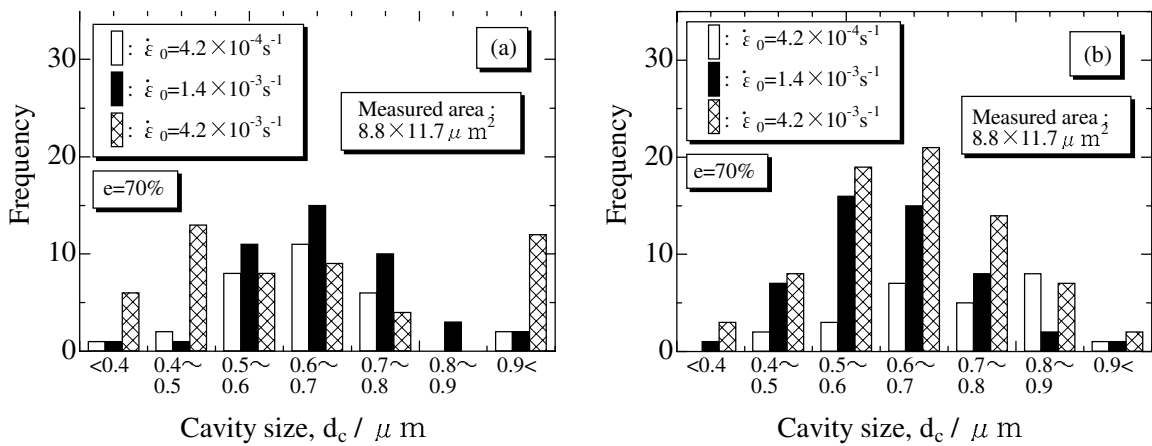 (a)
: ε̇ 0=4.2×10-4s-1
: ε̇ 0=1.4×10-3s-1
: ε̇ 0=4.2×10-3s-1
Measured area ;
8.8×11.7 μ m2
e=70%
Frequency
30
20
10
0
<0.4
0.4～
0.5
0.5～
0.6
0.6～
0.7
0.7～
0.8
0.8～
0.9
0.9<
Cavity size, dc / μ m
(b)
: ε̇ 0=4.2×10-4s-1
: ε̇ 0=1.4×10-3s-1
: ε̇ 0=4.2×10-3s-1
Measured area ;
8.8×11.7 μ m2
e=70%
Frequency
30
20
10
0
<0.4
0.4～
0.5
0.5～
0.6
0.6～
0.7
0.7～
0.8
0.8～
0.9
0.9<
Cavity size, dc / μ m